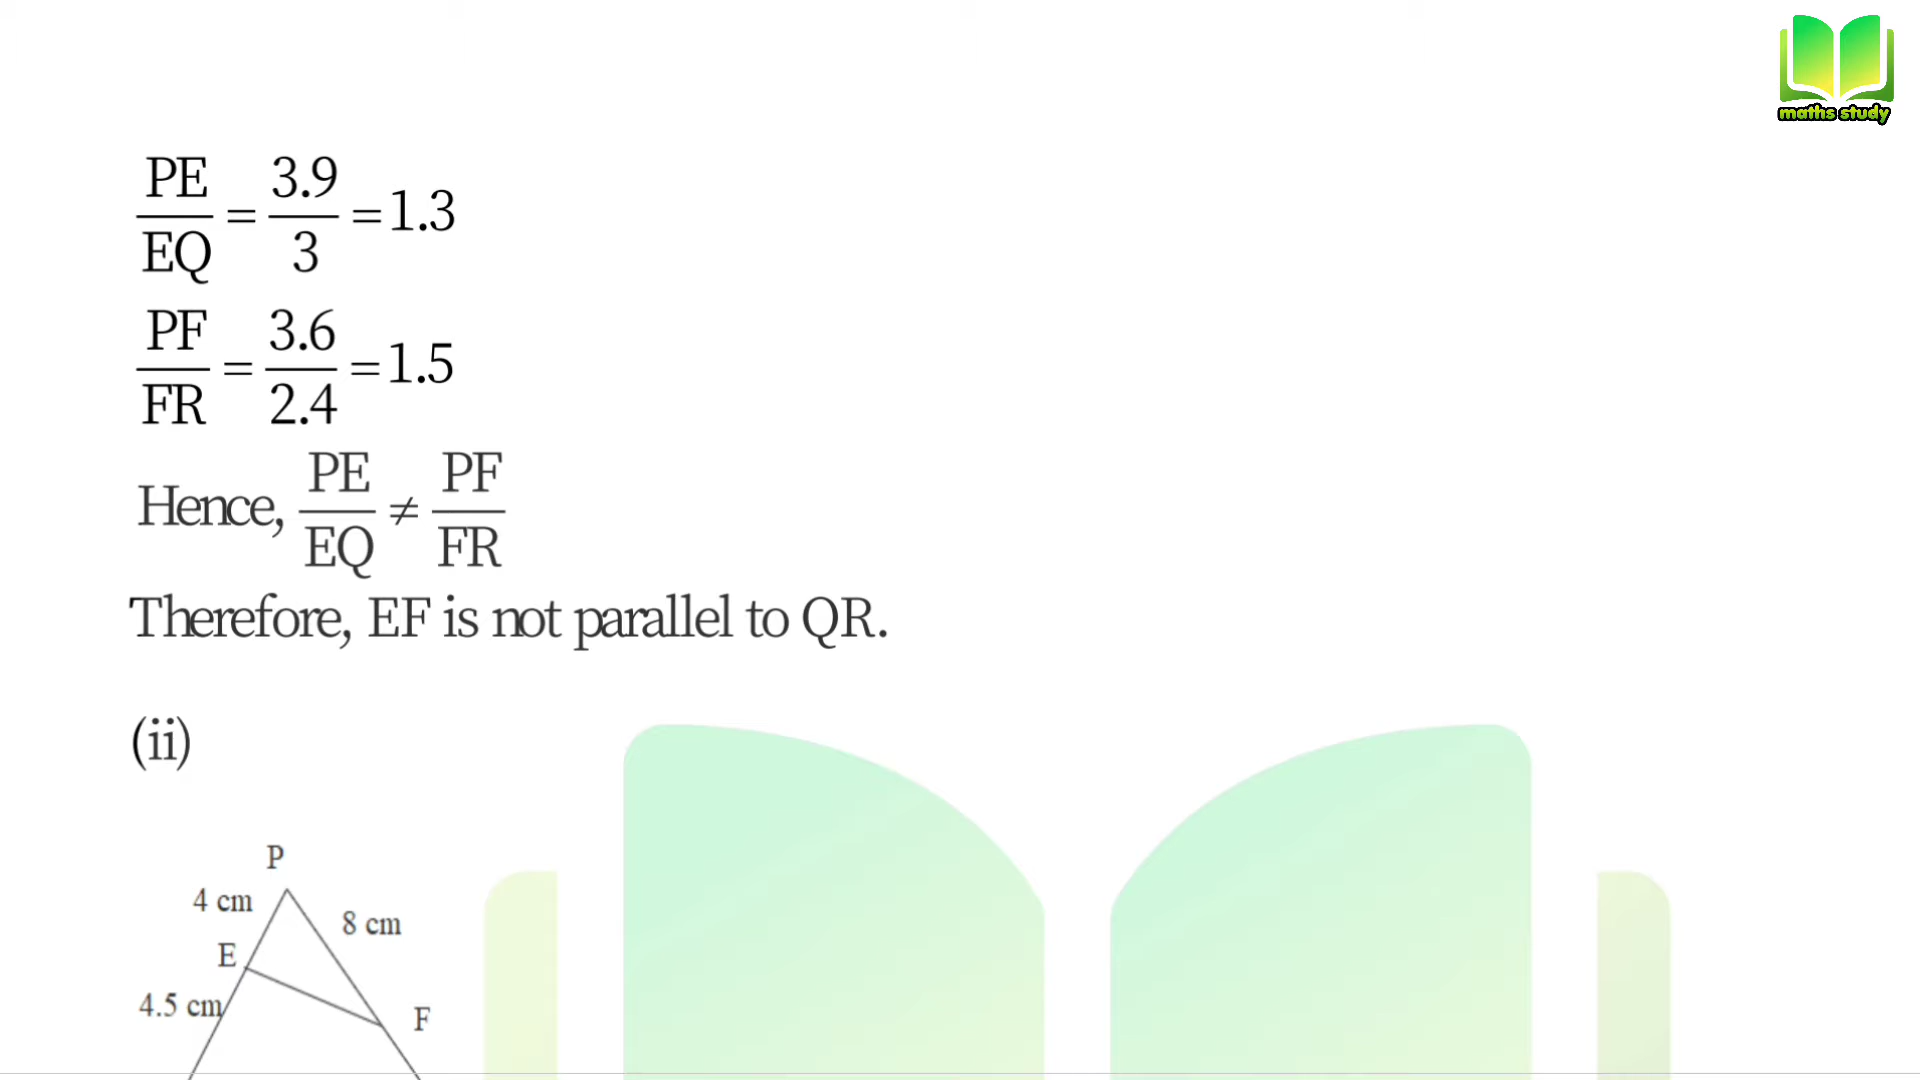 maths study
PE/EQ = 3.9/3 = 1.3
PF/FR = 3.6/2.4 = 1.5
Hence, PE/EQ ≠ PF/FR
Therefore, EF is not parallel to QR.
(ii)
P
4 cm
8 cm
E
4.5 cm
F